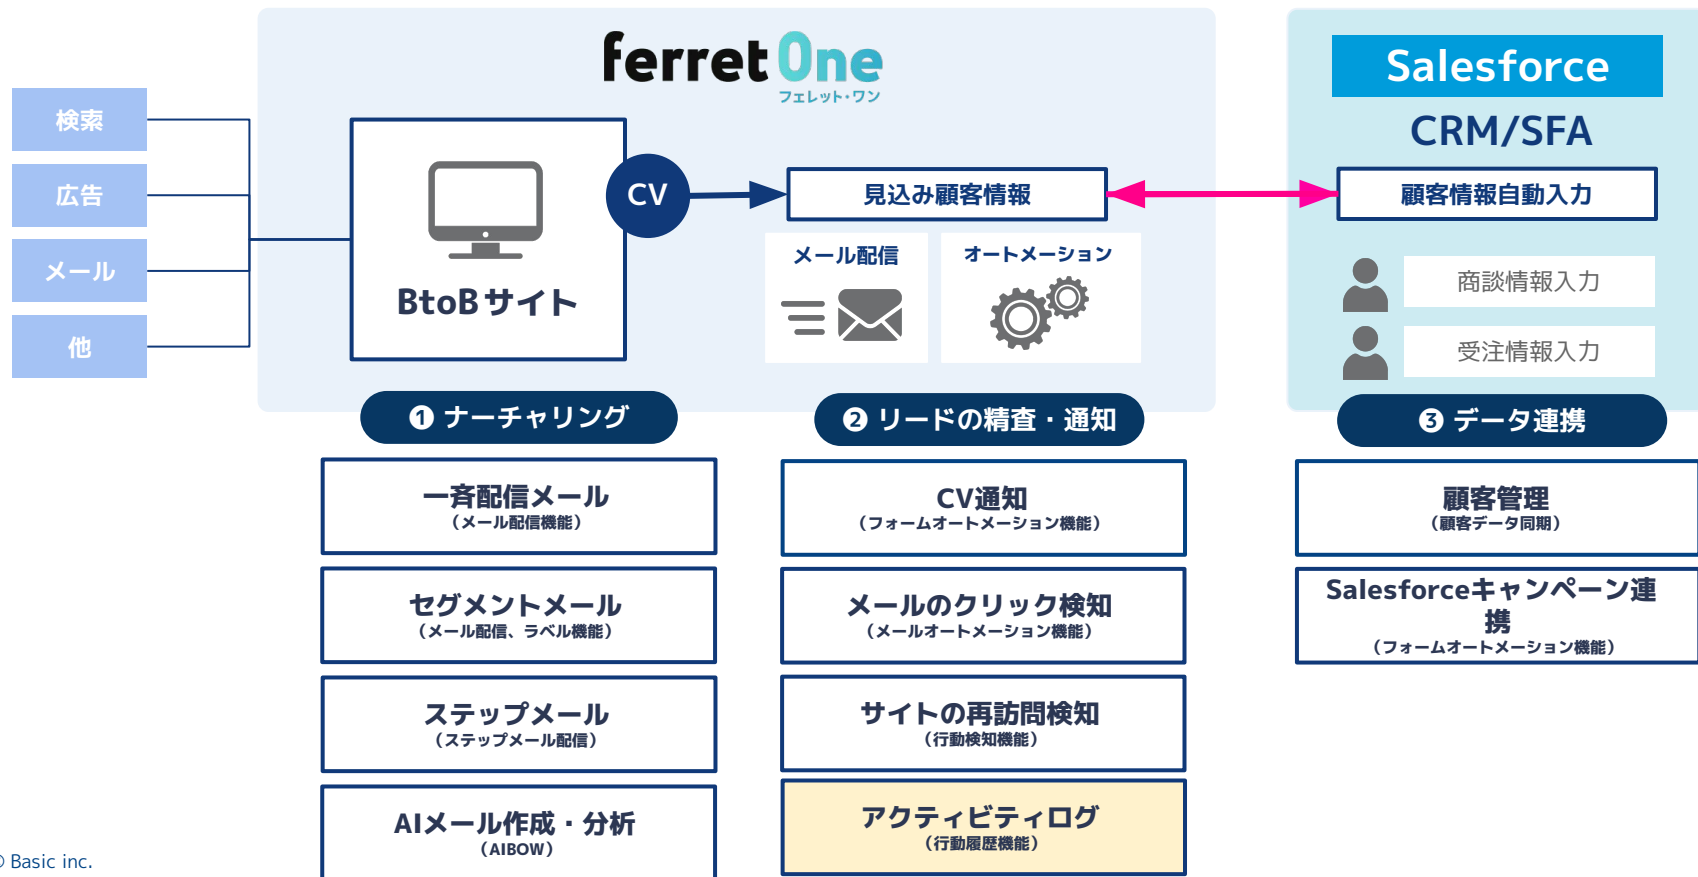 ferret One
フェレット・ワン
Salesforce
CRM/SFA
検索
広告
メール
他
BtoBサイト
CV
見込み顧客情報
メール配信
オートメーション
顧客情報自動入力
商談情報入力
受注情報入力
❶ ナーチャリング
一斉配信メール
（メール配信機能）
セグメントメール
（メール配信、ラベル機能）
ステップメール
（ステップメール配信）
AIメール作成・分析
（AIBOW）
❷ リードの精査・通知
CV通知
（フォームオートメーション機能）
メールのクリック検知
（メールオートメーション機能）
サイトの再訪問検知
（行動検知機能）
アクティビティログ
（行動履歴機能）
❸ データ連携
顧客管理
（顧客データ同期）
Salesforceキャンペーン連
携
（フォームオートメーション機能）
© Basic inc.